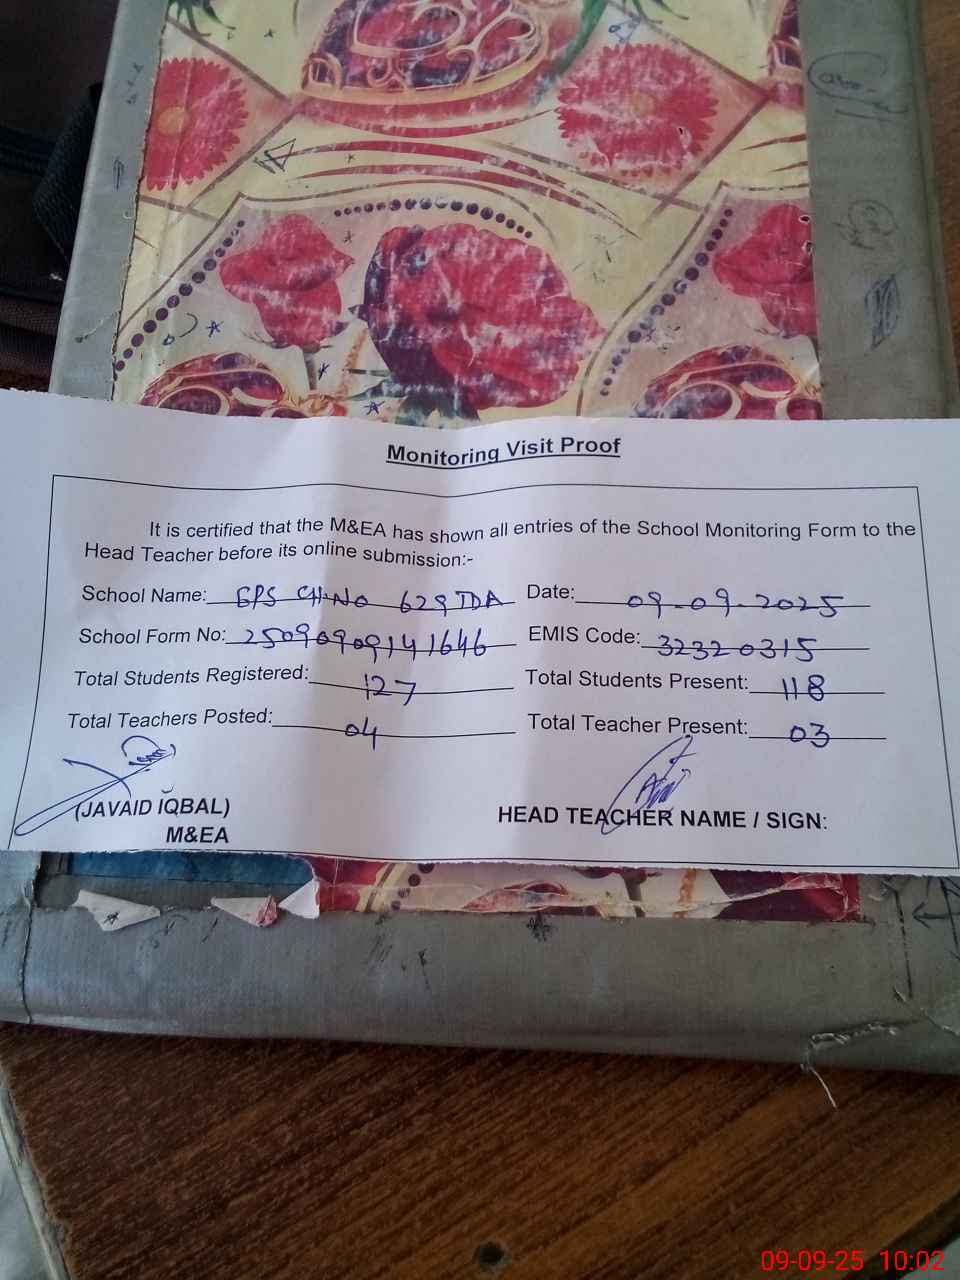 Monitoring Visit Proof
It is certified that the M&EA has shown all entries of the School Monitoring Form to the
Head Teacher before its online submission:-
School Name: GPS CH.No 629 TDA Date: 09-09-2025
School Form No: 25090909141646 EMIS Code: 32320315
Total Students Registered: 127 Total Students Present: 118
Total Teachers Posted: 04 Total Teacher Present: 03
(JAVAID IQBAL) HEAD TEACHER NAME / SIGN:
M&EA
09-09-25 10:02